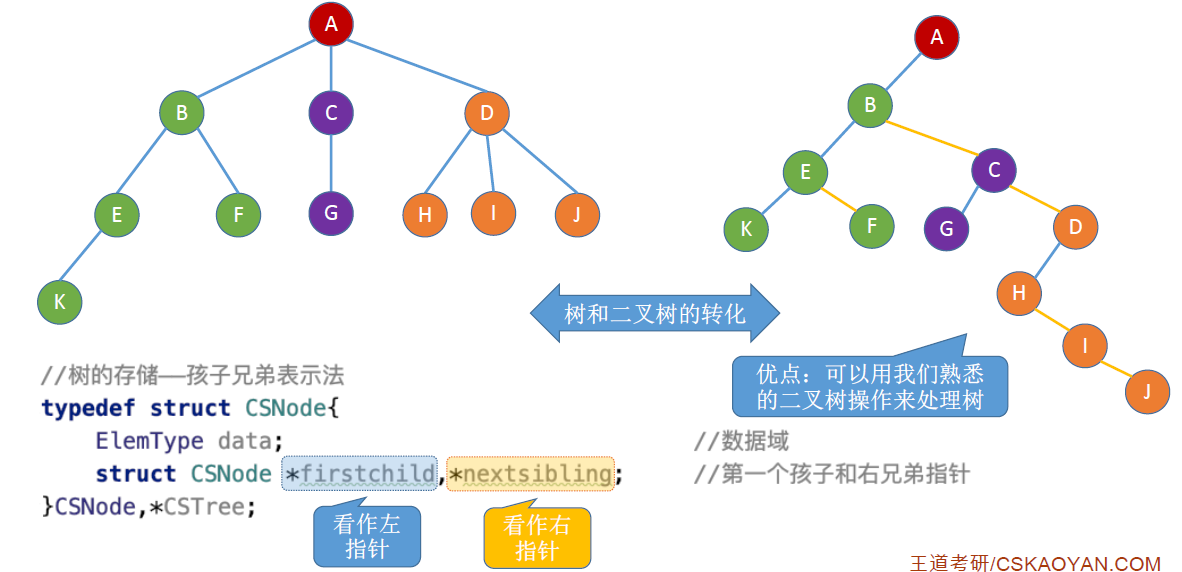 A
B
C
D
E
F
G
H
I
J
K
A
B
E
C
K
F
G
D
H
I
J
树和二叉树的转化
优点：可以用我们熟悉
的二叉树操作来处理树
//树的存储——孩子兄弟表示法
typedef struct CSNode{
ElemType data; //数据域
struct CSNode *firstchild,*nextsibling; //第一个孩子和右兄弟指针
}CSNode,*CSTree;
看作左
指针
看作右
指针
王道考研/CSKAOYAN.COM